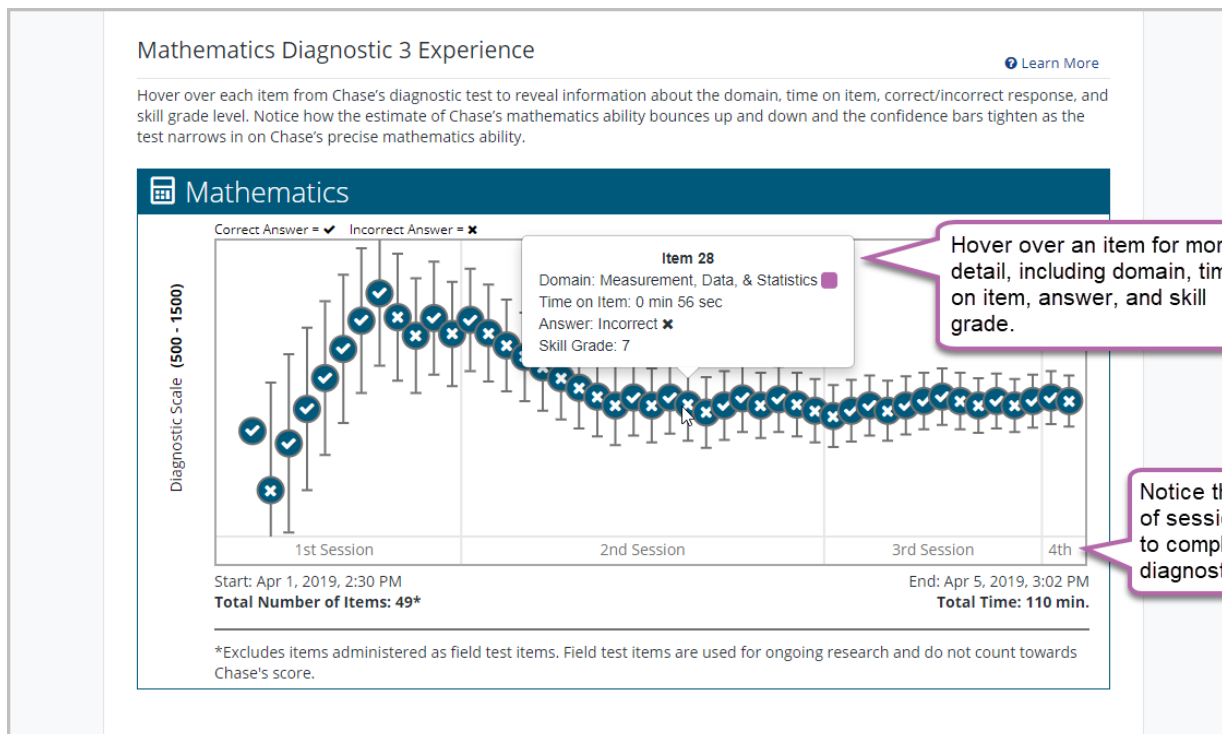 Mathematics Diagnostic 3 Experience
Learn More
Hover over each item from Chase's diagnostic test to reveal information about the domain, time on item, correct/incorrect response, and
skill grade level. Notice how the estimate of Chase's mathematics ability bounces up and down and the confidence bars tighten as the
test narrows in on Chase's precise mathematics ability.
Mathematics
Correct Answer = ✔ Incorrect Answer = ✖
Diagnostic Scale (500 - 1500)
Item 28
Domain: Measurement, Data, & Statistics
Time on Item: 0 min 56 sec
Answer: Incorrect ✖
Skill Grade: 7
Hover over an item for
detail, including domain,
on item, answer, and skill
grade.
1st Session
2nd Session
3rd Session
4th
Notice
of
to
Start: Apr 1, 2019, 2:30 PM
End: Apr 5, 2019, 3:02 PM
Total Number of Items: 49*
Total Time: 110 min.
*Excludes items administered as field test items. Field test items are used for ongoing research and do not count towards
Chase's score.